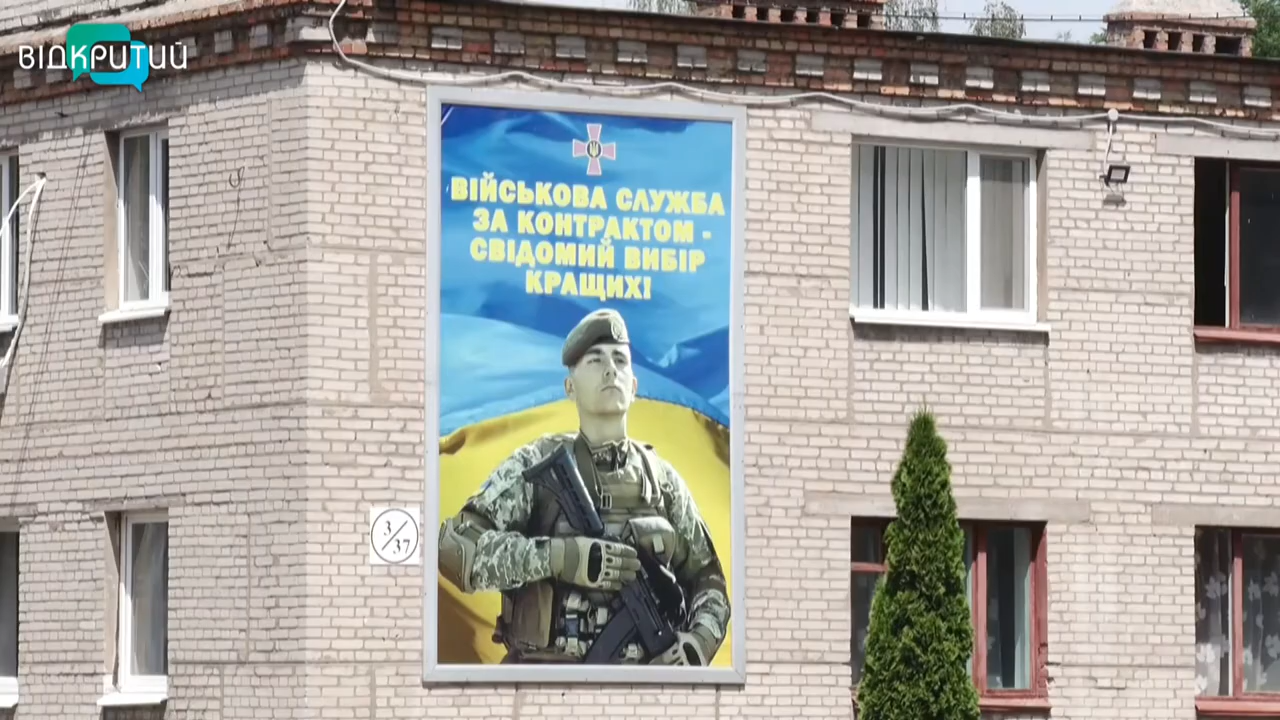 ВІДКРИТИЙ
ВІЙСЬКОВА СЛУЖБА
ЗА КОНТРАКТОМ -
СВІДОМИЙ ВИБІР
КРАЩИХ!
3/37